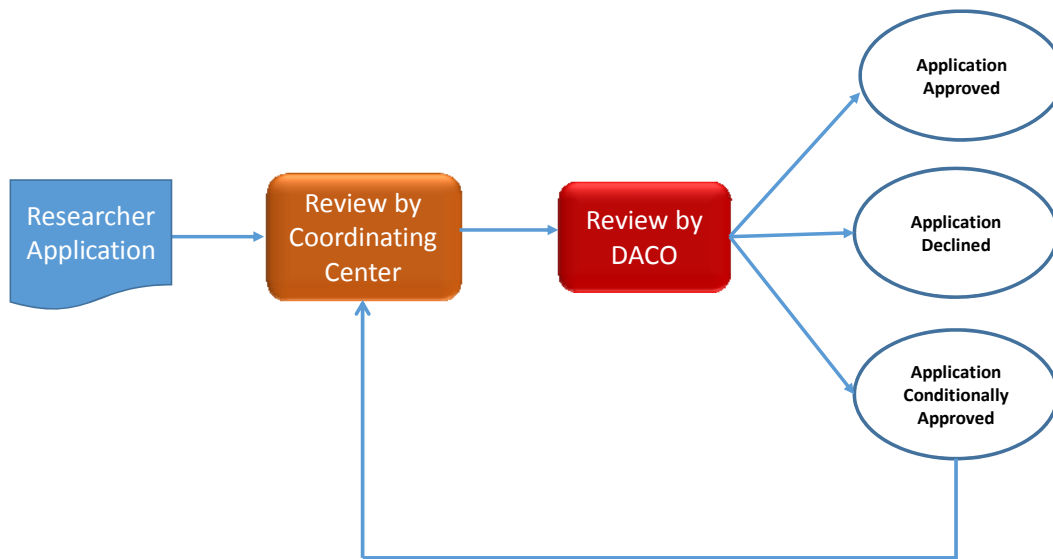 Researcher
Application
Review by
Coordinating
Center
Review by
DACO
Application
Approved
Application
Declined
Application
Conditionally
Approved